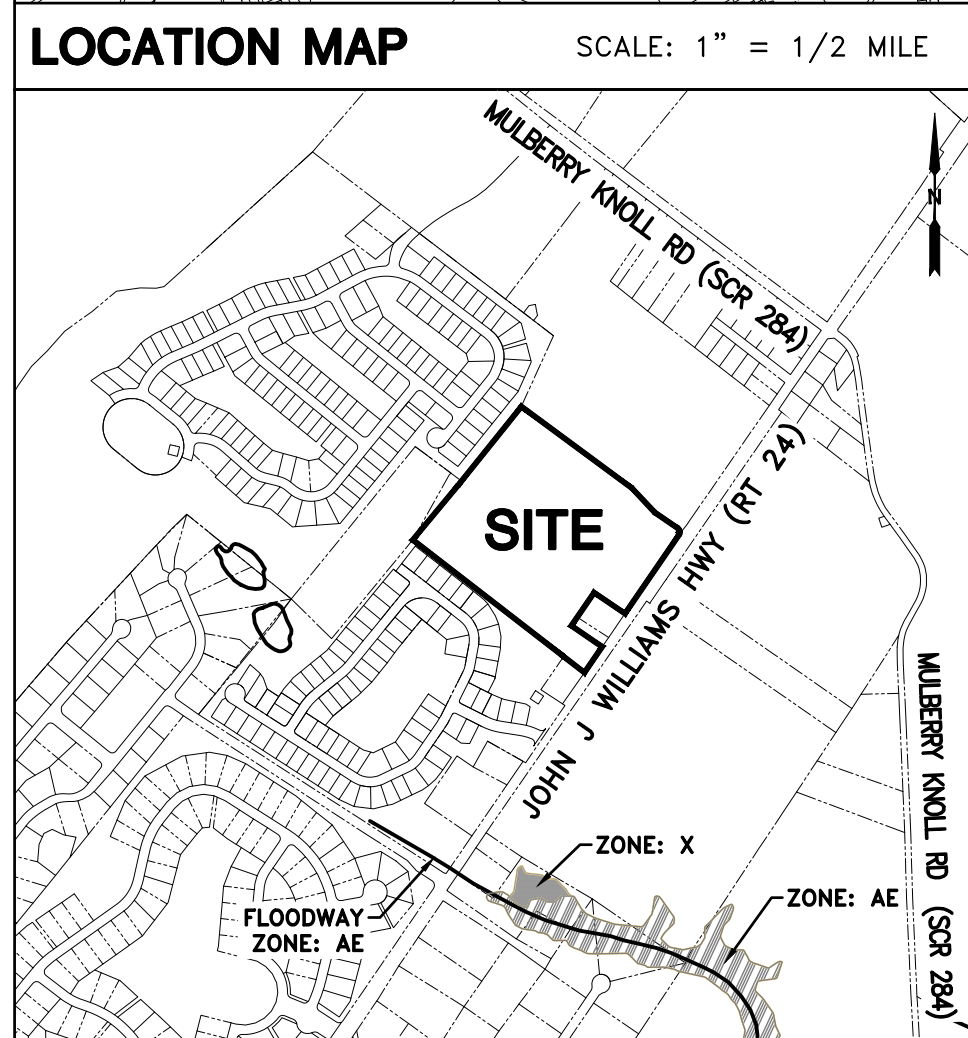 LOCATION MAP
SCALE: 1” = 1/2 MILE
MULBERRY KNOLL RD (SCR 284)
N
SITE
JOHN J WILLIAMS HWY (RT 24)
MULBERRY KNOLL RD (SCR 284)
ZONE: X
ZONE: AE
FLOODWAY
ZONE: AE